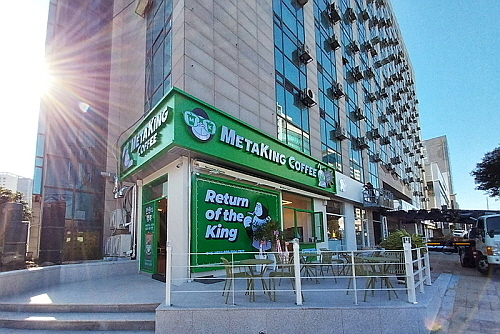 METAKING
COFFEE
METAKING COFFEE
Return
of the
King